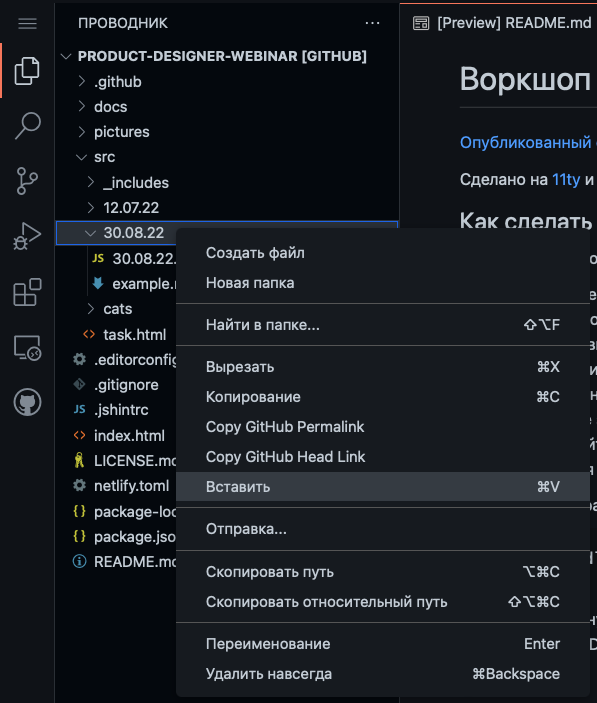 ПРОВОДНИК
[Preview] README.md
PRODUCT-DESIGNER-WEBINAR [GITHUB]
.github
docs
pictures
src
_includes
12.07.22
30.08.22
JS 30.08.22.
example.
cats
task.html
.editorconfig
.gitignore
JS .jshintrc
index.html
LICENSE.md
netlify.toml
{} package-loc
{} package.jso
README.md
Воркшоп
Опубликованный
Сделано на 11ty и
Как сделать
Создать файл
Новая папка
Найти в папке... ⇧⌥F
Вырезать ⌘X
Копирование ⌘C
Copy GitHub Permalink
Copy GitHub Head Link
Вставить ⌘V
Отправка...
Скопировать путь ⌥⌘C
Скопировать относительный путь ⇧⌥⌘C
Переименование Enter
Удалить навсегда ⌘Backspace